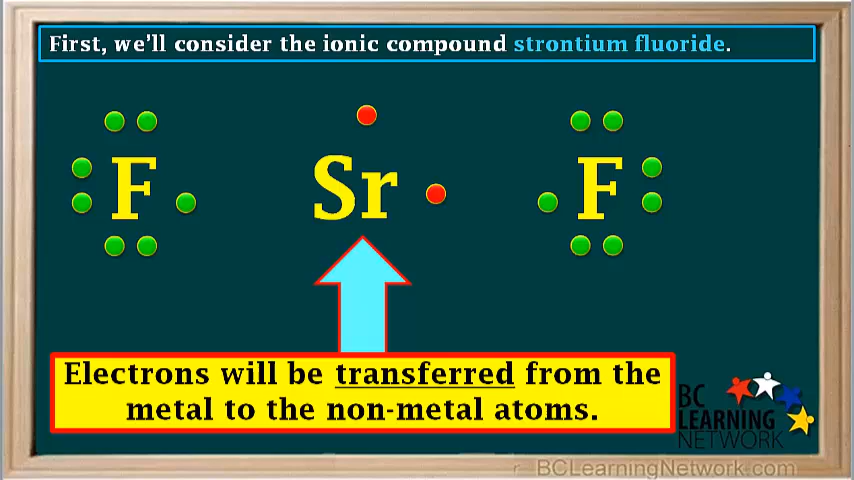 First, we'll consider the ionic compound strontium fluoride.
F Sr F
Electrons will be transferred from the
metal to the non-metal atoms.
BC
LEARNING
NETWORK
BCLearningNetwork.com